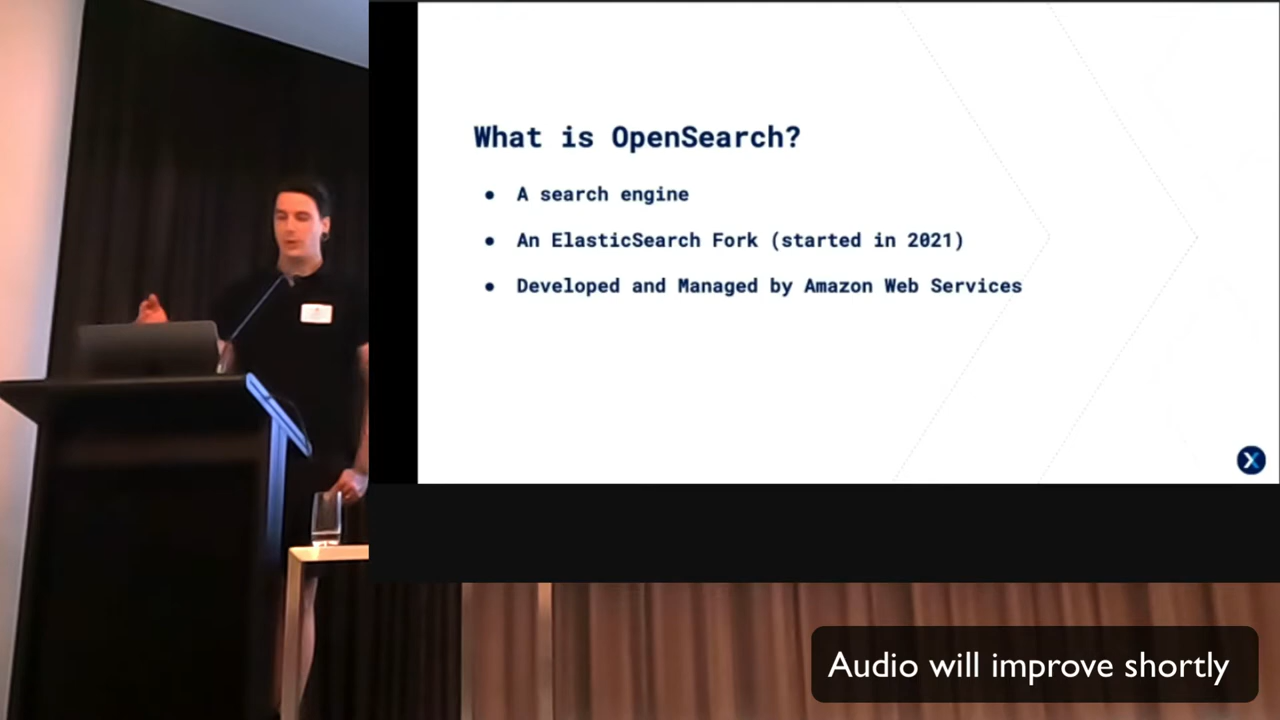 What is OpenSearch?
● A search engine
● An ElasticSearch Fork (started in 2021)
● Developed and Managed by Amazon Web Services
X
Audio will improve shortly